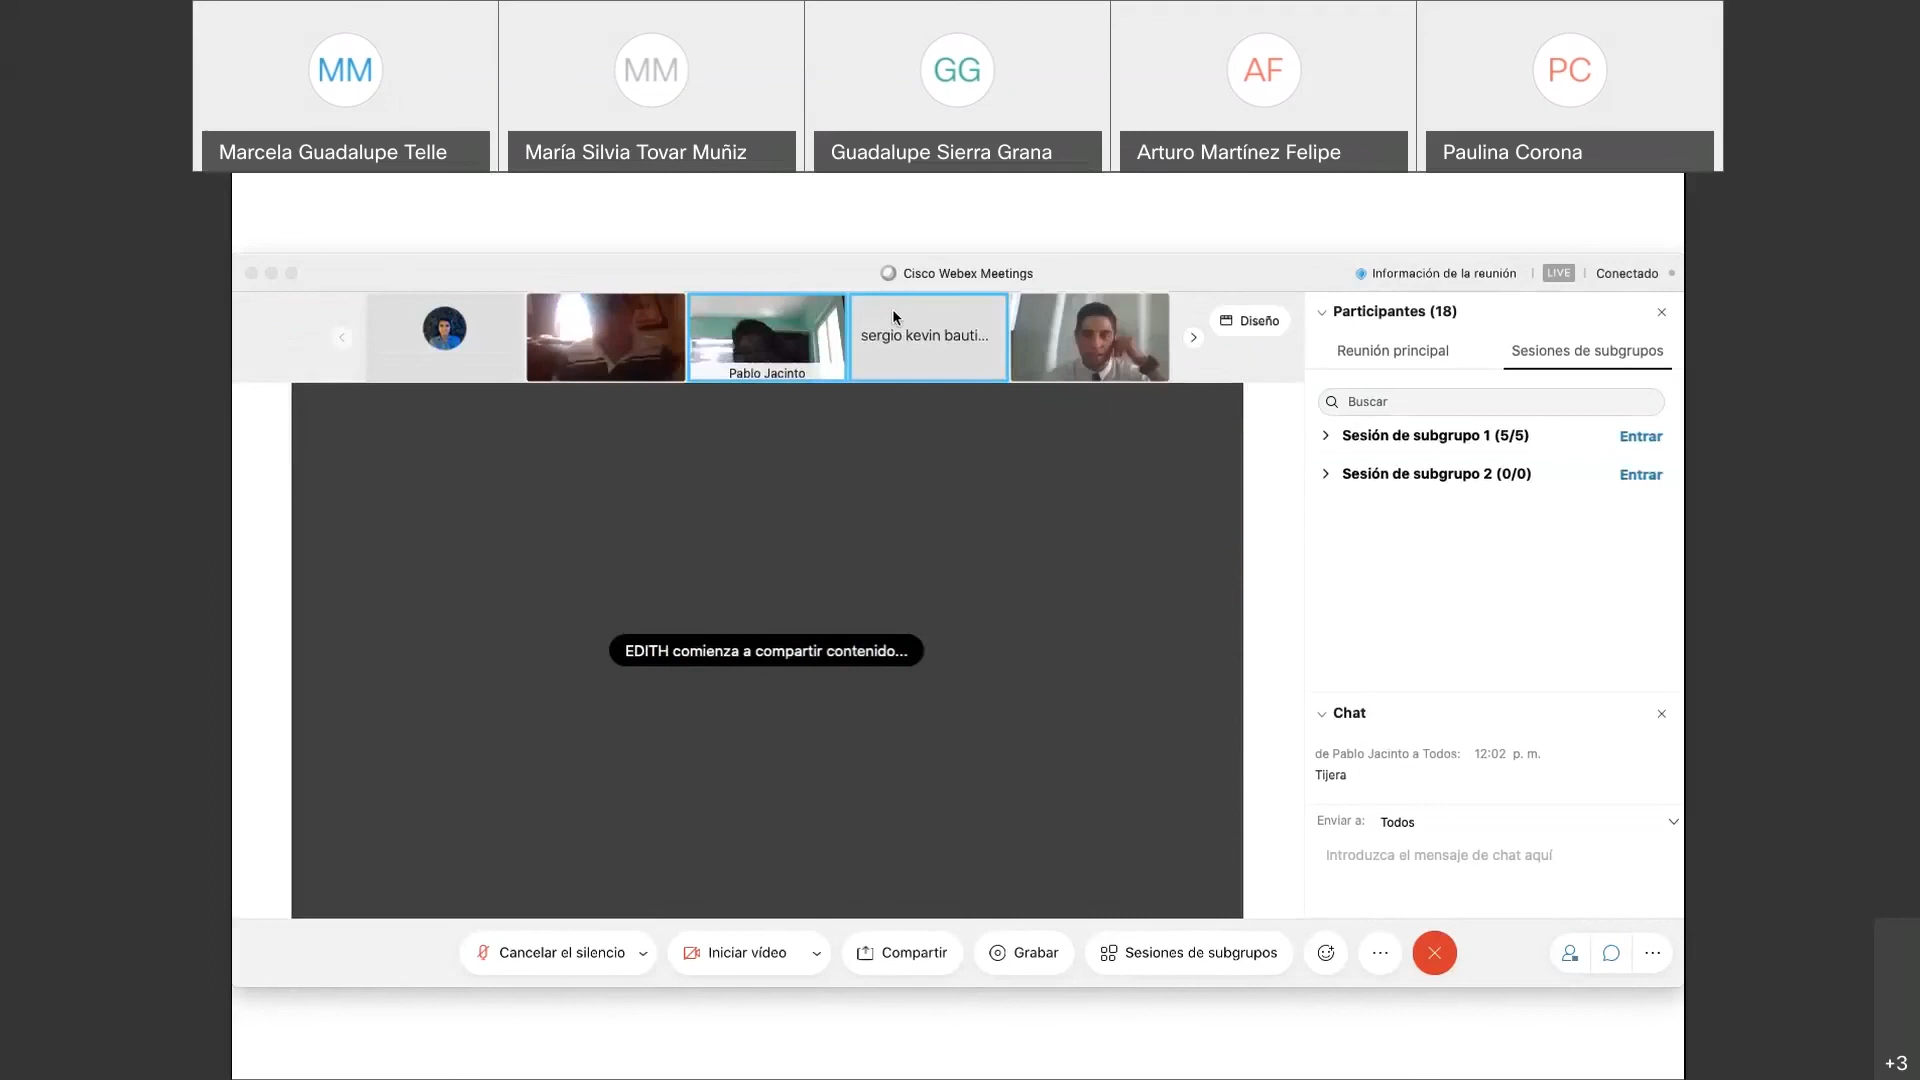 MM
MM
GG
AF
PC
Marcela Guadalupe Telle
María Silvia Tovar Muñiz
Guadalupe Sierra Grana
Arturo Martínez Felipe
Paulina Corona
Cisco Webex Meetings
Información de la reunión
LIVE
Conectado
Pablo Jacinto
sergio kevin bauti...
Diseño
Participantes (18)
Reunión principal
Sesiones de subgrupos
Buscar
Sesión de subgrupo 1 (5/5)
Entrar
Sesión de subgrupo 2 (0/0)
Entrar
EDITH comienza a compartir contenido...
Chat
de Pablo Jacinto a Todos: 12:02 p. m.
Tijera
Enviar a: Todos
Introduzca el mensaje de chat aquí
Cancelar el silencio
Iniciar vídeo
Compartir
Grabar
Sesiones de subgrupos
+3